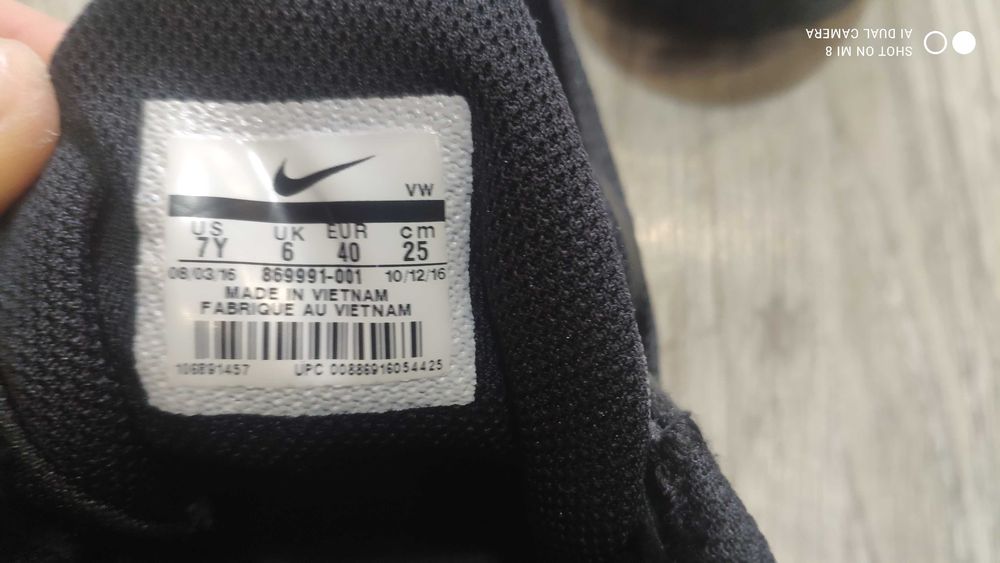 VW
US UK EUR cm
7Y 6 40 25
08/03/16 869991-001 10/12/16
MADE IN VIETNAM
FABRIQUE AU VIETNAM
106891457 UPC 00886916054425
SHOT ON MI 8
AI DUAL CAMERA